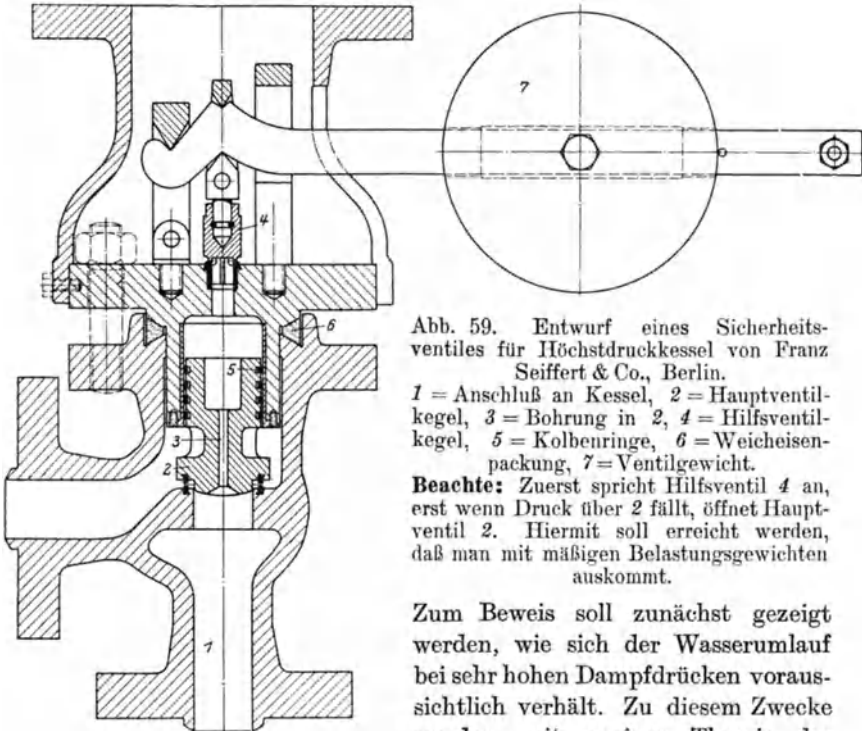 7
4
6
5
3
2
1
Abb. 59. Entwurf eines Sicherheits-
ventiles für Höchstdruckkessel von Franz
Seiffert & Co., Berlin.
1 = Anschluß an Kessel, 2 = Hauptventil-
kegel, 3 = Bohrung in 2, 4 = Hilfsventil-
kegel, 5 = Kolbenringe, 6 = Weicheisen-
packung, 7 = Ventilgewicht.
Beachte: Zuerst spricht Hilfsventil 4 an,
erst wenn Druck über 2 fällt, öffnet Haupt-
ventil 2. Hiermit soll erreicht werden,
daß man mit mäßigen Belastungsgewichten
auskommt.
Zum Beweis soll zunächst gezeigt
werden, wie sich der Wasserumlauf
bei sehr hohen Dampfdrücken voraus-
sichtlich verhält. Zu diesem Zwecke